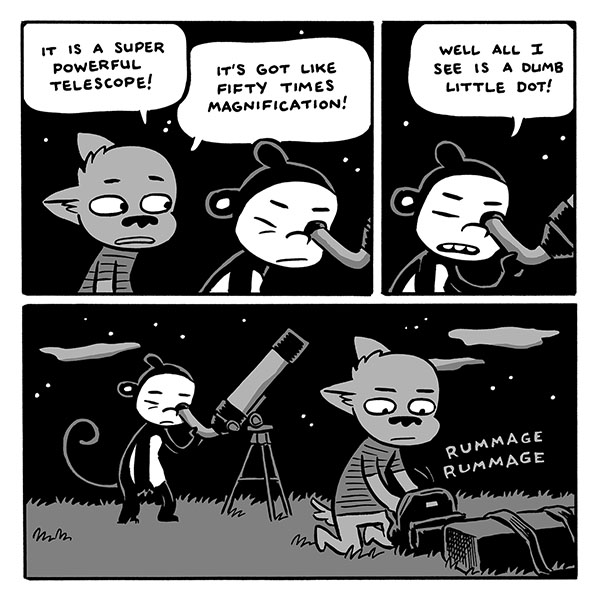 IT IS A SUPER
POWERFUL
TELESCOPE!
IT'S GOT LIKE
FIFTY TIMES
MAGNIFICATION!
WELL ALL I
SEE IS A DUMB
LITTLE DOT!
RUMMAGE
RUMMAGE